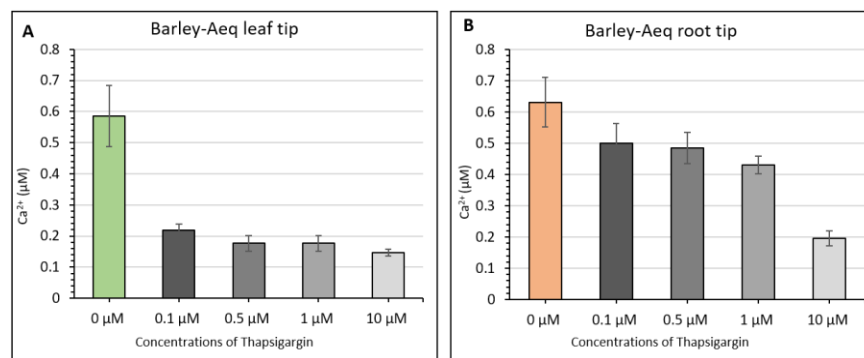 A
Barley-Aeq leaf tip
Ca²⁺ (µM)
0.8
0.7
0.6
0.5
0.4
0.3
0.2
0.1
0
0 µM 0.1 µM 0.5 µM 1 µM 10 µM
Concentrations of Thapsigargin
B
Barley-Aeq root tip
Ca²⁺ (µM)
0.8
0.7
0.6
0.5
0.4
0.3
0.2
0.1
0
0 µM 0.1 µM 0.5 µM 1 µM 10 µM
Concentrations of Thapsigargin